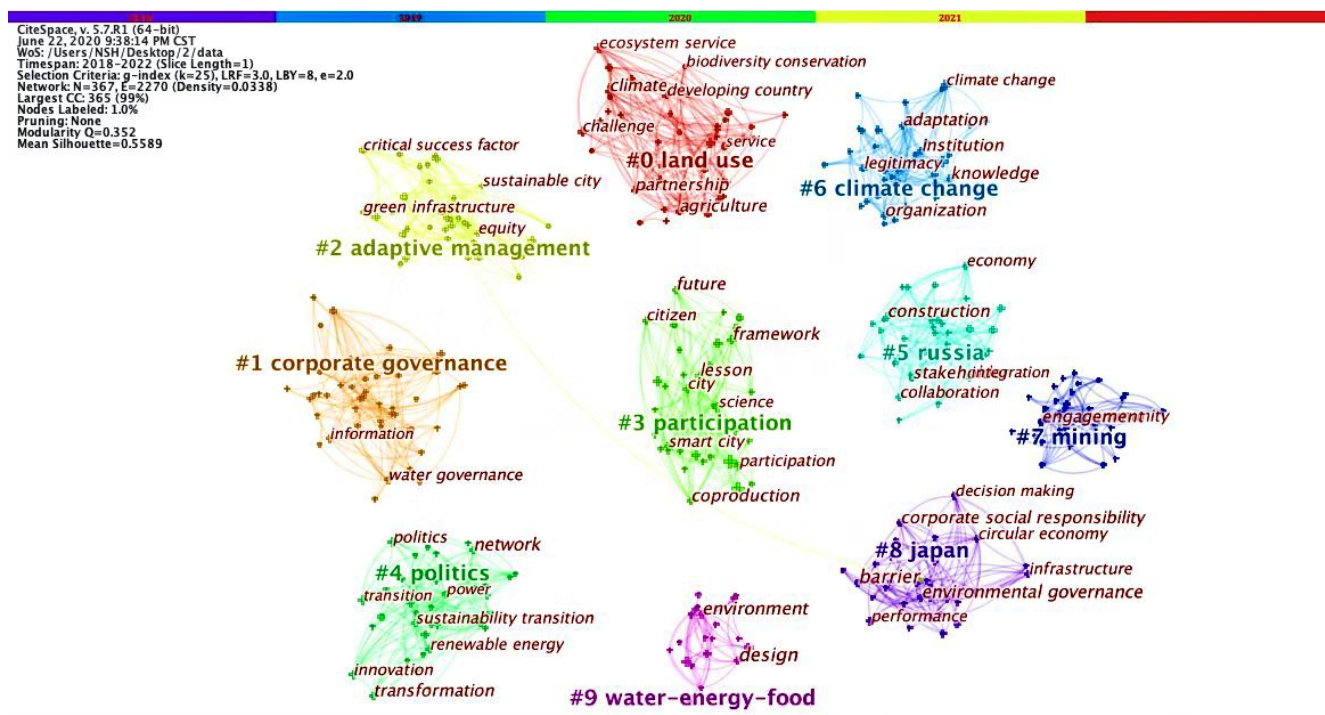 2018 2019 2020 2021
CiteSpace, v. 5.7.R1 (64-bit)
June 22, 2020 9:38:14 PM CST
WoS: /Users/NSH/Desktop/2/data
Timespan: 2018-2022 (Slice Length=1)
Selection Criteria: g-index (k=25), LRF=3.0, LBY=8, e=2.0
Network: N=367, E=2270 (Density=0.0338)
Largest CC: 365 (99%)
Nodes Labeled: 1.0%
Pruning: None
Modularity Q=0.352
Mean Silhouette=0.5589
ecosystem service
biodiversity conservation
climate
developing country
challenge
service
#0 land use
partnership
agriculture
climate change
adaptation
institution
legitimacy
knowledge
#6 climate change
organization
critical success factor
sustainable city
green infrastructure
equity
#2 adaptive management
#1 corporate governance
information
water governance
future
citizen
framework
lesson
city
science
#3 participation
smart city
participation
coproduction
economy
construction
#5 russia
integration
collaboration
engagement
#7 mining
politics
network
#4 politics
transition
power
sustainability transition
renewable energy
innovation
transformation
environment
design
#9 water-energy-food
decision making
corporate social responsibility
circular economy
#8 japan
barrier
infrastructure
environmental governance
performance